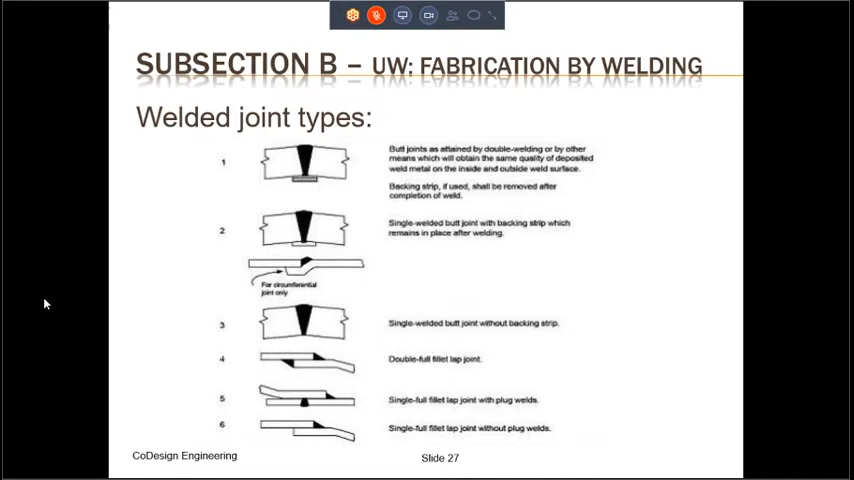 SUBSECTION B – UW: FABRICATION BY WELDING
Welded joint types:
1
Butt joints as attained by double-welding or by other
means which will obtain the same quality of deposited
weld metal on the inside and outside weld surface.
Backing strip, if used, shall be removed after
completion of weld.
2
Single-welded butt joint with backing strip which
remains in place after welding.
For circumferential
joint only
3
Single-welded butt joint without backing strip.
4
Double-full fillet lap joint.
5
Single-full fillet lap joint with plug welds.
6
Single-full fillet lap joint without plug welds.
CoDesign Engineering
Slide 27